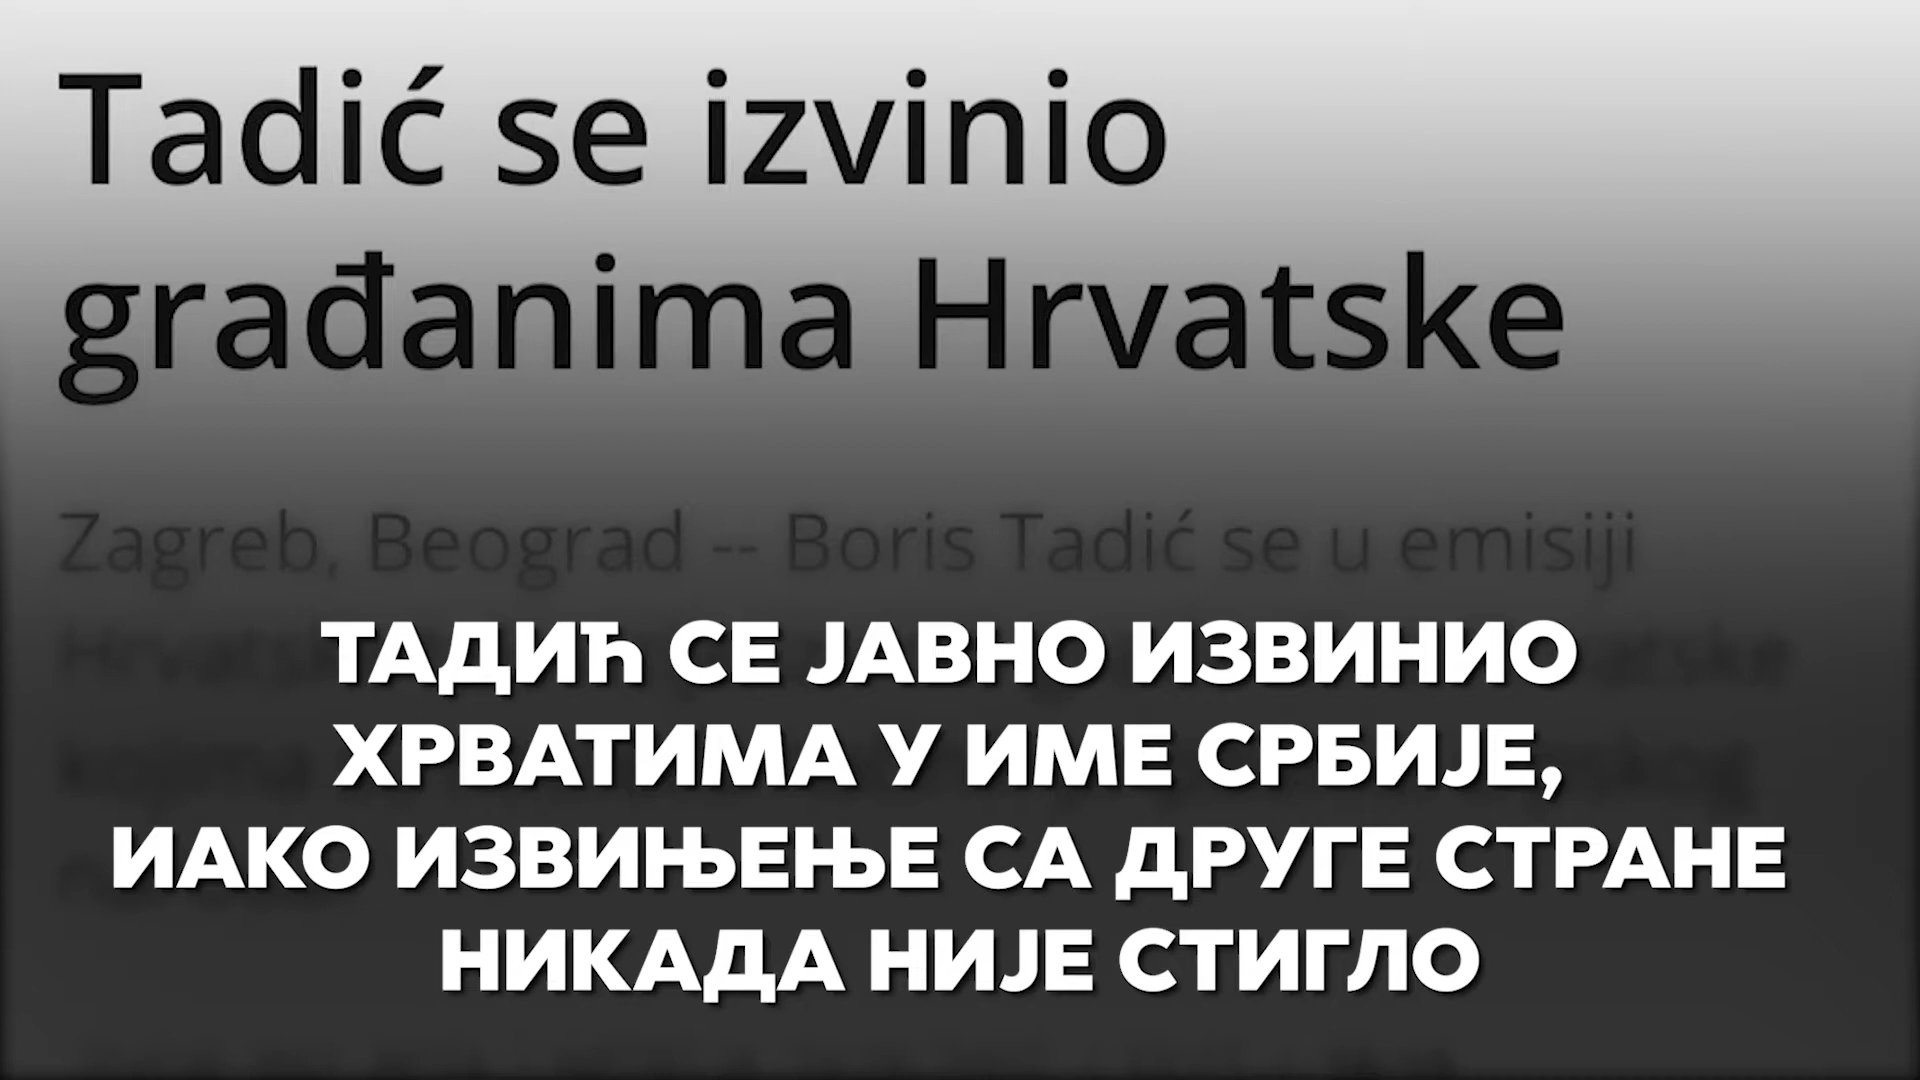 Tadić se izvinio
građanima Hrvatske
Zagreb, Beograd -- Boris Tadić se u emisiji
ТАДИЋ СЕ ЈАВНО ИЗВИНИО
ХРВАТИМА У ИМЕ СРБИЈЕ,
ИАКО ИЗВИЊЕЊЕ СА ДРУГЕ СТРАНЕ
НИКАДА НИЈЕ СТИГЛО